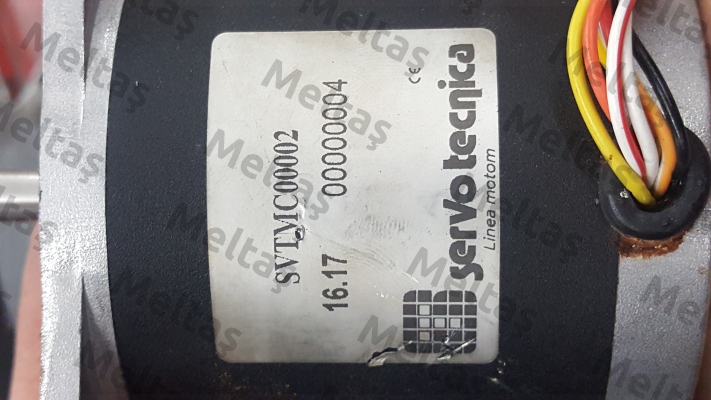 SVTMC00002
16.17 00000004
CE
servo tecnica
Linea motom
Meltaş